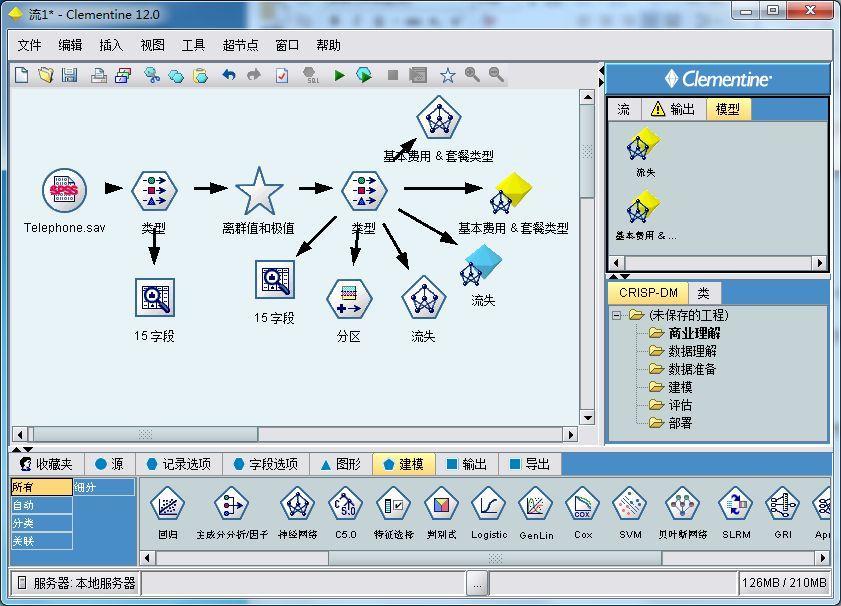 流1* - Clementine 12.0
文件 编辑 插入 视图 工具 超节点 窗口 帮助
SQL
Clementine
流 输出 模型
流失
基本费用 & ...
基本费用 & 套餐类型
SPSS
Telephone.sav
类型
离群值和极值
类型
基本费用 & 套餐类型
15 字段
15 字段
分区
流失
流失
CRISP-DM 类
(未保存的工程)
商业理解
数据理解
数据准备
建模
评估
部署
收藏夹 源 记录选项 字段选项 图形 建模 输出 导出
所有 细分
自动
分类
关联
C5.0
COX
回归 主成分分析/因子 神经网络 C5.0 特征选择 判别式 Logistic GenLin Cox SVM 贝叶斯网络 SLRM GRI Apr
服务器: 本地服务器 ... 126MB / 210MB